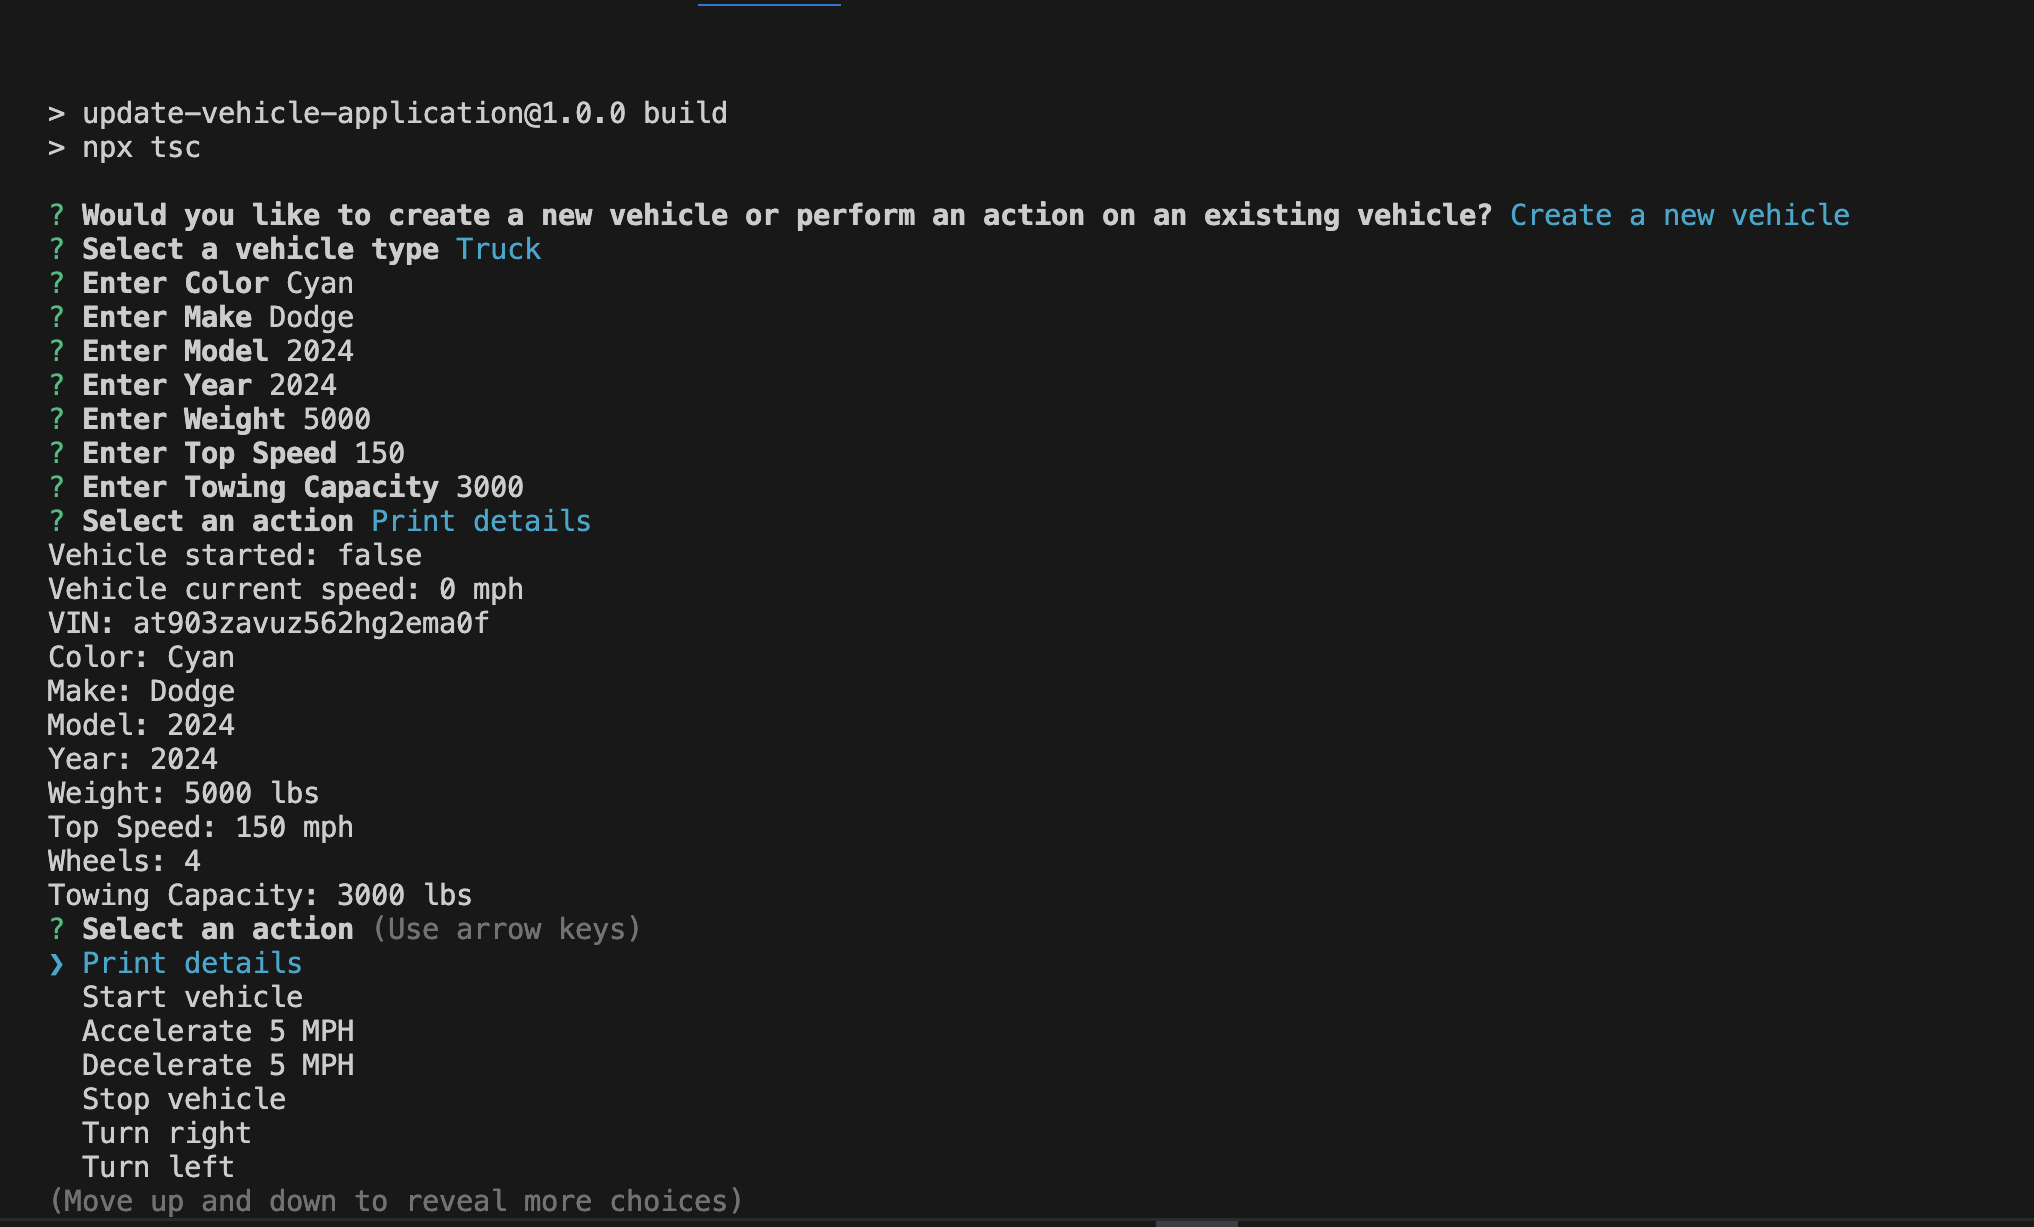 > update-vehicle-application@1.0.0 build
> npx tsc
? Would you like to create a new vehicle or perform an action on an existing vehicle? Create a new vehicle
? Select a vehicle type Truck
? Enter Color Cyan
? Enter Make Dodge
? Enter Model 2024
? Enter Year 2024
? Enter Weight 5000
? Enter Top Speed 150
? Enter Towing Capacity 3000
? Select an action Print details
Vehicle started: false
Vehicle current speed: 0 mph
VIN: at903zavuz562hg2ema0f
Color: Cyan
Make: Dodge
Model: 2024
Year: 2024
Weight: 5000 lbs
Top Speed: 150 mph
Wheels: 4
Towing Capacity: 3000 lbs
? Select an action (Use arrow keys)
❯ Print details
Start vehicle
Accelerate 5 MPH
Decelerate 5 MPH
Stop vehicle
Turn right
Turn left
(Move up and down to reveal more choices)